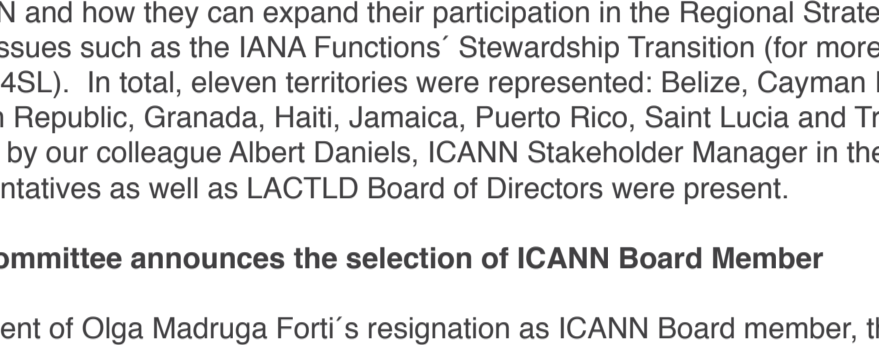 N and how they can expand their participation in the Regional Strate
ssues such as the IANA Functions´ Stewardship Transition (for more
4SL). In total, eleven territories were represented: Belize, Cayman
n Republic, Granada, Haiti, Jamaica, Puerto Rico, Saint Lucia and Tr
by our colleague Albert Daniels, ICANN Stakeholder Manager in the
ntatives as well as LACTLD Board of Directors were present.
ommittee announces the selection of ICANN Board Member
ent of Olga Madruga Forti´s resignation as ICANN Board member, th